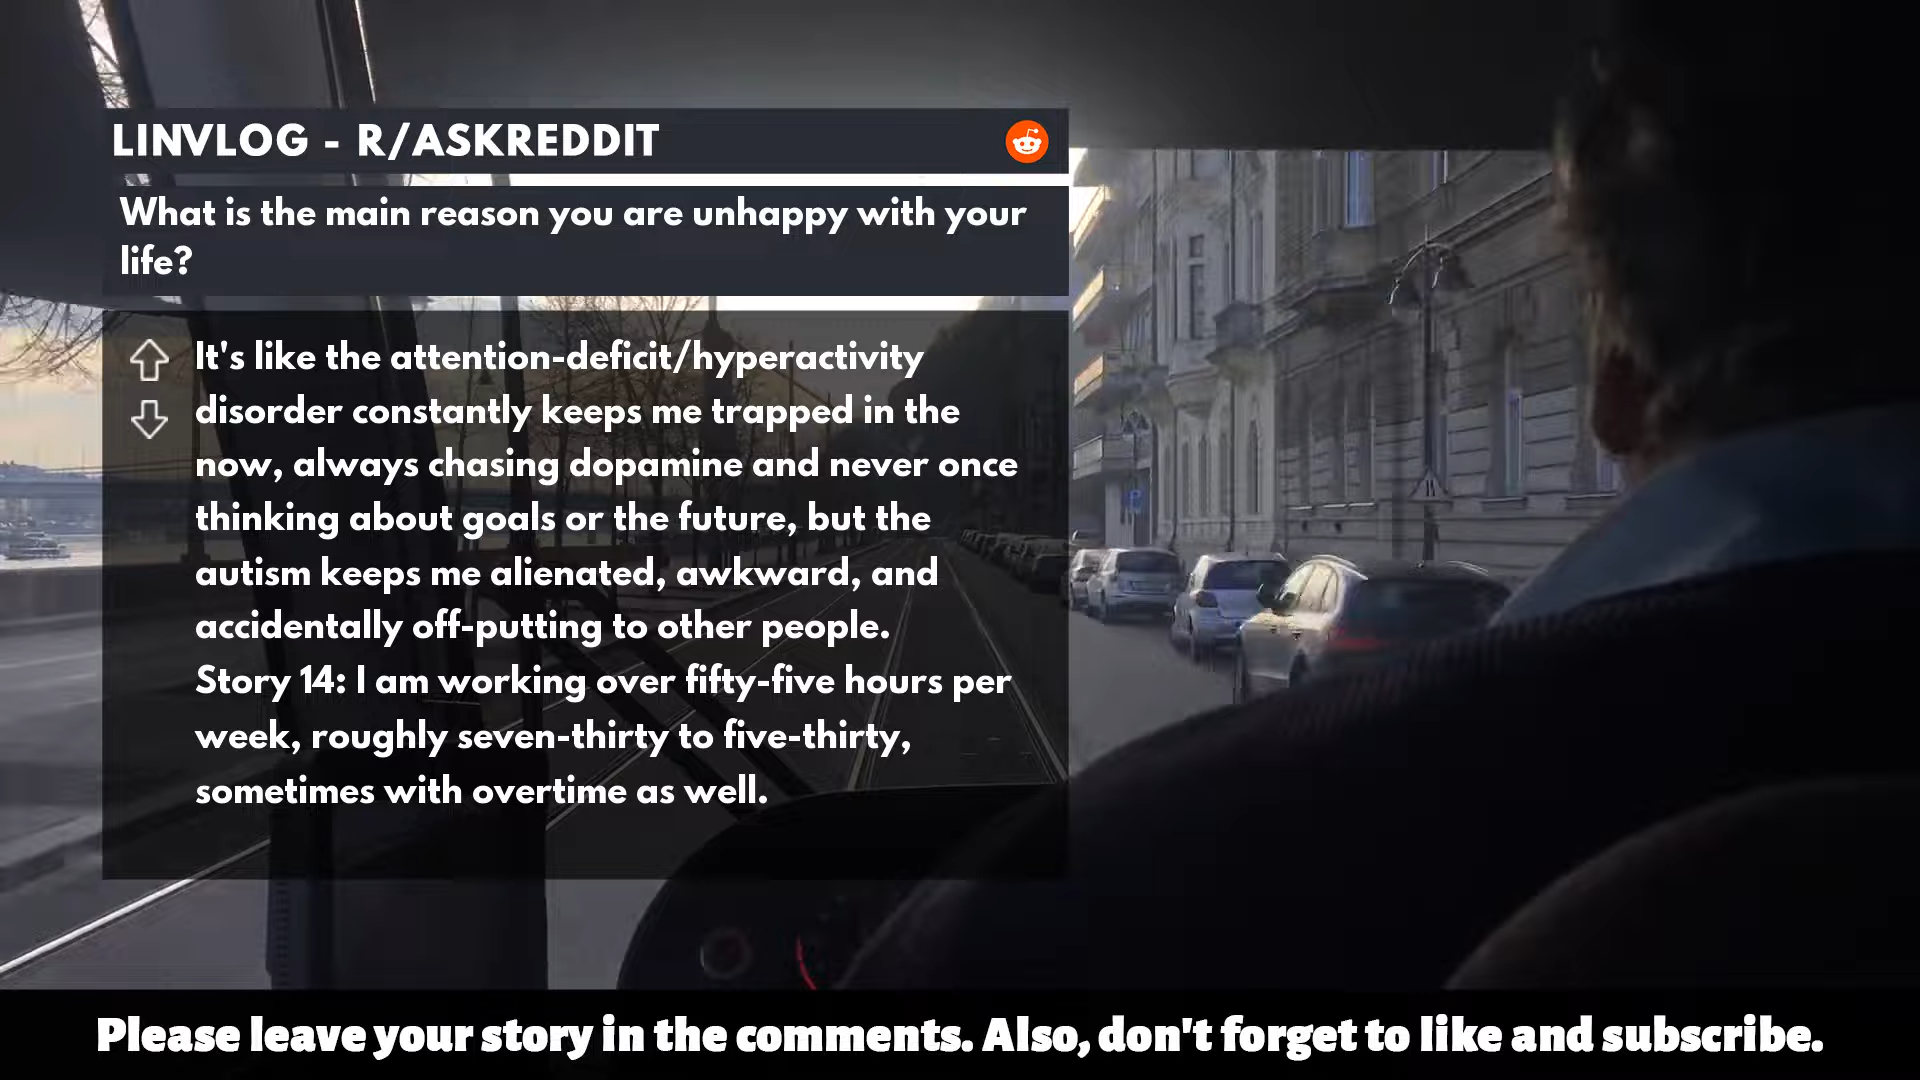 LINVLOG - R/ASKREDDIT
What is the main reason you are unhappy with your
life?
It's like the attention-deficit/hyperactivity
disorder constantly keeps me trapped in the
now, always chasing dopamine and never once
thinking about goals or the future, but the
autism keeps me alienated, awkward, and
accidentally off-putting to other people.
Story 14: I am working over fifty-five hours per
week, roughly seven-thirty to five-thirty,
sometimes with overtime as well.
Please leave your story in the comments. Also, don't forget to like and subscribe.